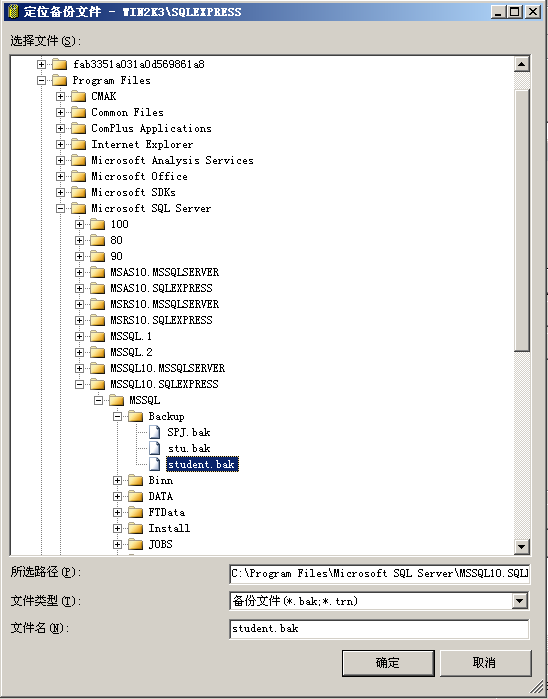 定位备份文件 - WIN2K3\SQLEXPRESS
选择文件(S):
fab3351a031a0d569861a8
Program Files
CMAK
Common Files
ComPlus Applications
Internet Explorer
Microsoft Analysis Services
Microsoft Office
Microsoft SDKs
Microsoft SQL Server
100
80
90
MSAS10.MSSQLSERVER
MSAS10.SQLEXPRESS
MSRS10.MSSQLSERVER
MSRS10.SQLEXPRESS
MSSQL.1
MSSQL.2
MSSQL10.MSSQLSERVER
MSSQL10.SQLEXPRESS
MSSQL
Backup
SPJ.bak
stu.bak
student.bak
Binn
DATA
FTData
Install
JOBS
所选路径(P): C:\Program Files\Microsoft SQL Server\MSSQL10.SQL
文件类型(T): 备份文件(*.bak;*.trn)
文件名(N): student.bak
确定 取消